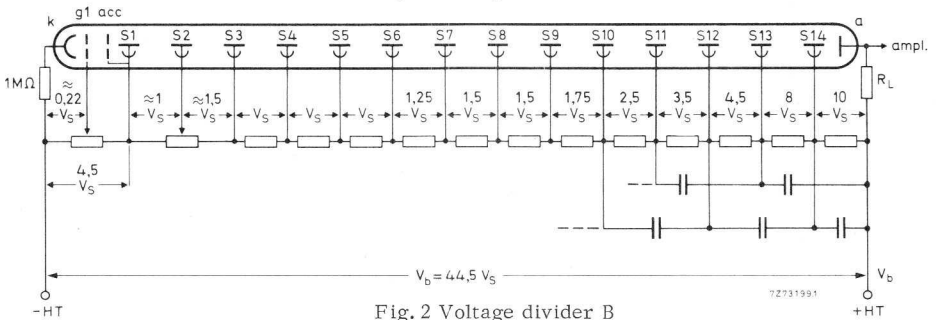 k g1 acc S1 S2 S3 S4 S5 S6 S7 S8 S9 S10 S11 S12 S13 S14 a
ampl.
1MΩ
≈ 0,22 VS
≈1 VS
≈1,5 VS
VS
VS
VS
1,25 VS
1,5 VS
1,5 VS
1,75 VS
2,5 VS
3,5 VS
4,5 VS
8 VS
10 VS
RL
4,5 VS
Vb = 44,5 VS
Vb
7Z73199.1
-HT
+HT
Fig. 2 Voltage divider B